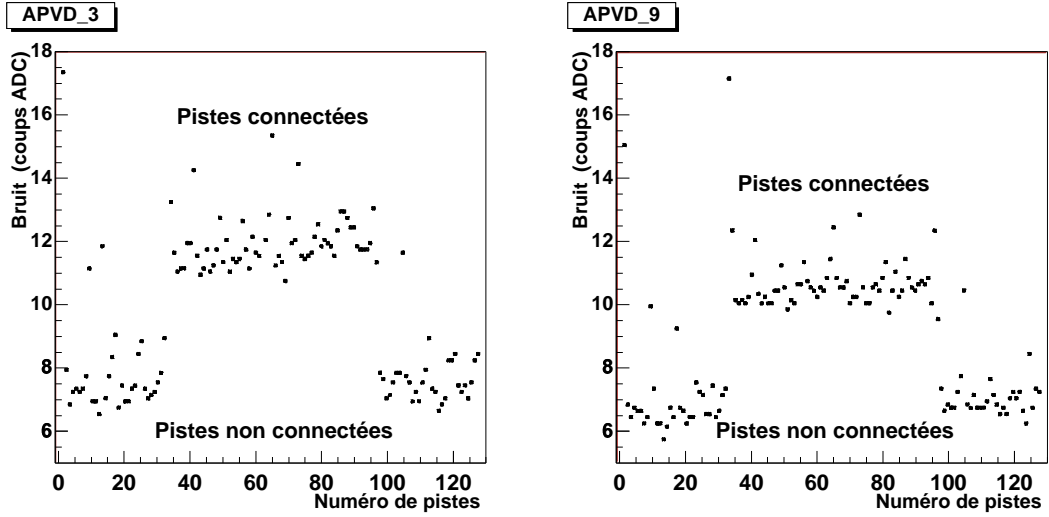 APVD_3
Bruit (coups ADC)
18
16
14
12
10
8
6
Pistes connectées
Pistes non connectées
0 20 40 60 80 100 120
Numéro de pistes
APVD_9
Bruit (coups ADC)
18
16
14
12
10
8
6
Pistes connectées
Pistes non connectées
0 20 40 60 80 100 120
Numéro de pistes